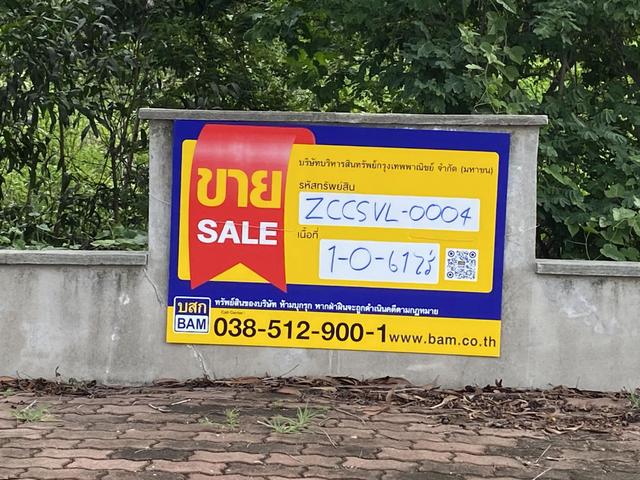 ขาย
SALE
บริษัทบริหารสินทรัพย์กรุงเทพพาณิชย์ จำกัด (มหาชน)
รหัสทรัพย์สิน
ZCCSVL-0004
เนื้อที่
1-0-61 ไร่
บสก
BAM
ทรัพย์สินของบริษัท ห้ามบุกรุก หากฝ่าฝืนจะถูกดำเนินคดีตามกฎหมาย
Call Center :
038-512-900-1 www.bam.co.th